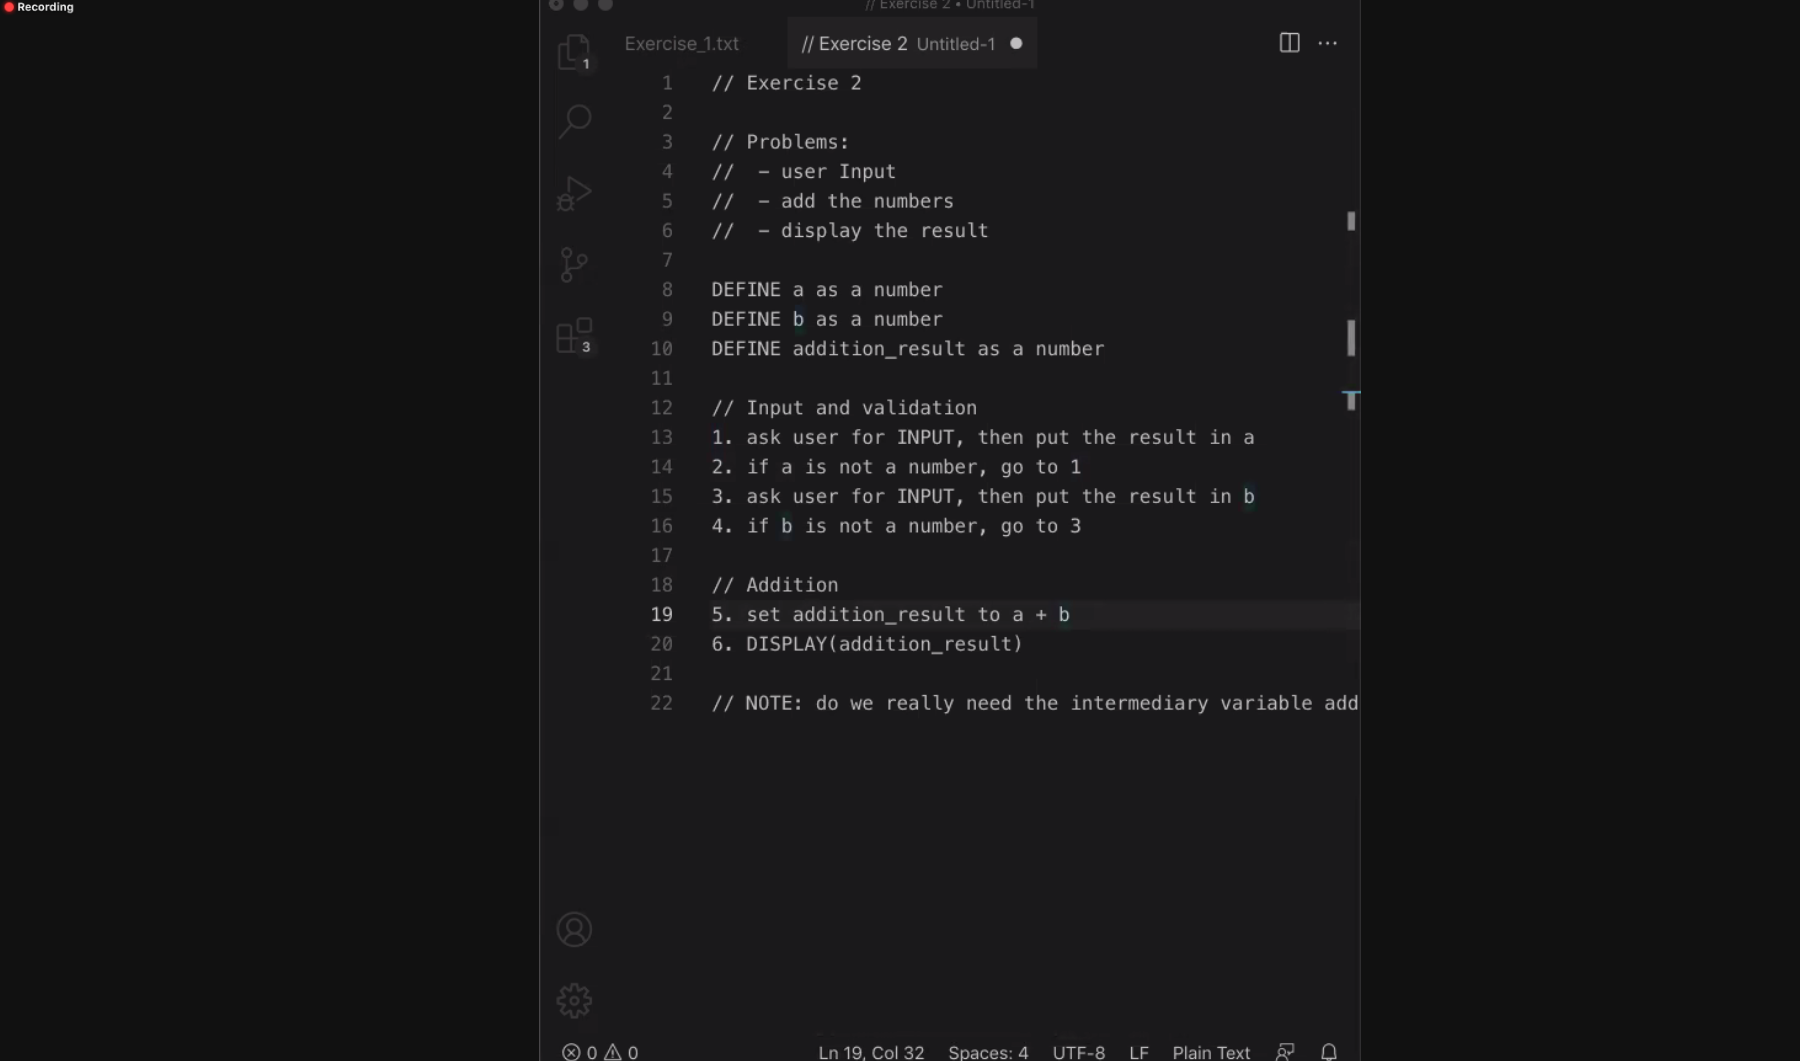 Recording
// Exercise 2 • Untitled-1
Exercise_1.txt // Exercise 2 Untitled-1
1 // Exercise 2
2
3 // Problems:
4 //  - user Input
5 //  - add the numbers
6 //  - display the result
7
8 DEFINE a as a number
9 DEFINE b as a number
10 DEFINE addition_result as a number
11
12 // Input and validation
13 1. ask user for INPUT, then put the result in a
14 2. if a is not a number, go to 1
15 3. ask user for INPUT, then put the result in b
16 4. if b is not a number, go to 3
17
18 // Addition
19 5. set addition_result to a + b
20 6. DISPLAY(addition_result)
21
22 // NOTE: do we really need the intermediary variable add
1
3
0 0 Ln 19, Col 32 Spaces: 4 UTF-8 LF Plain Text